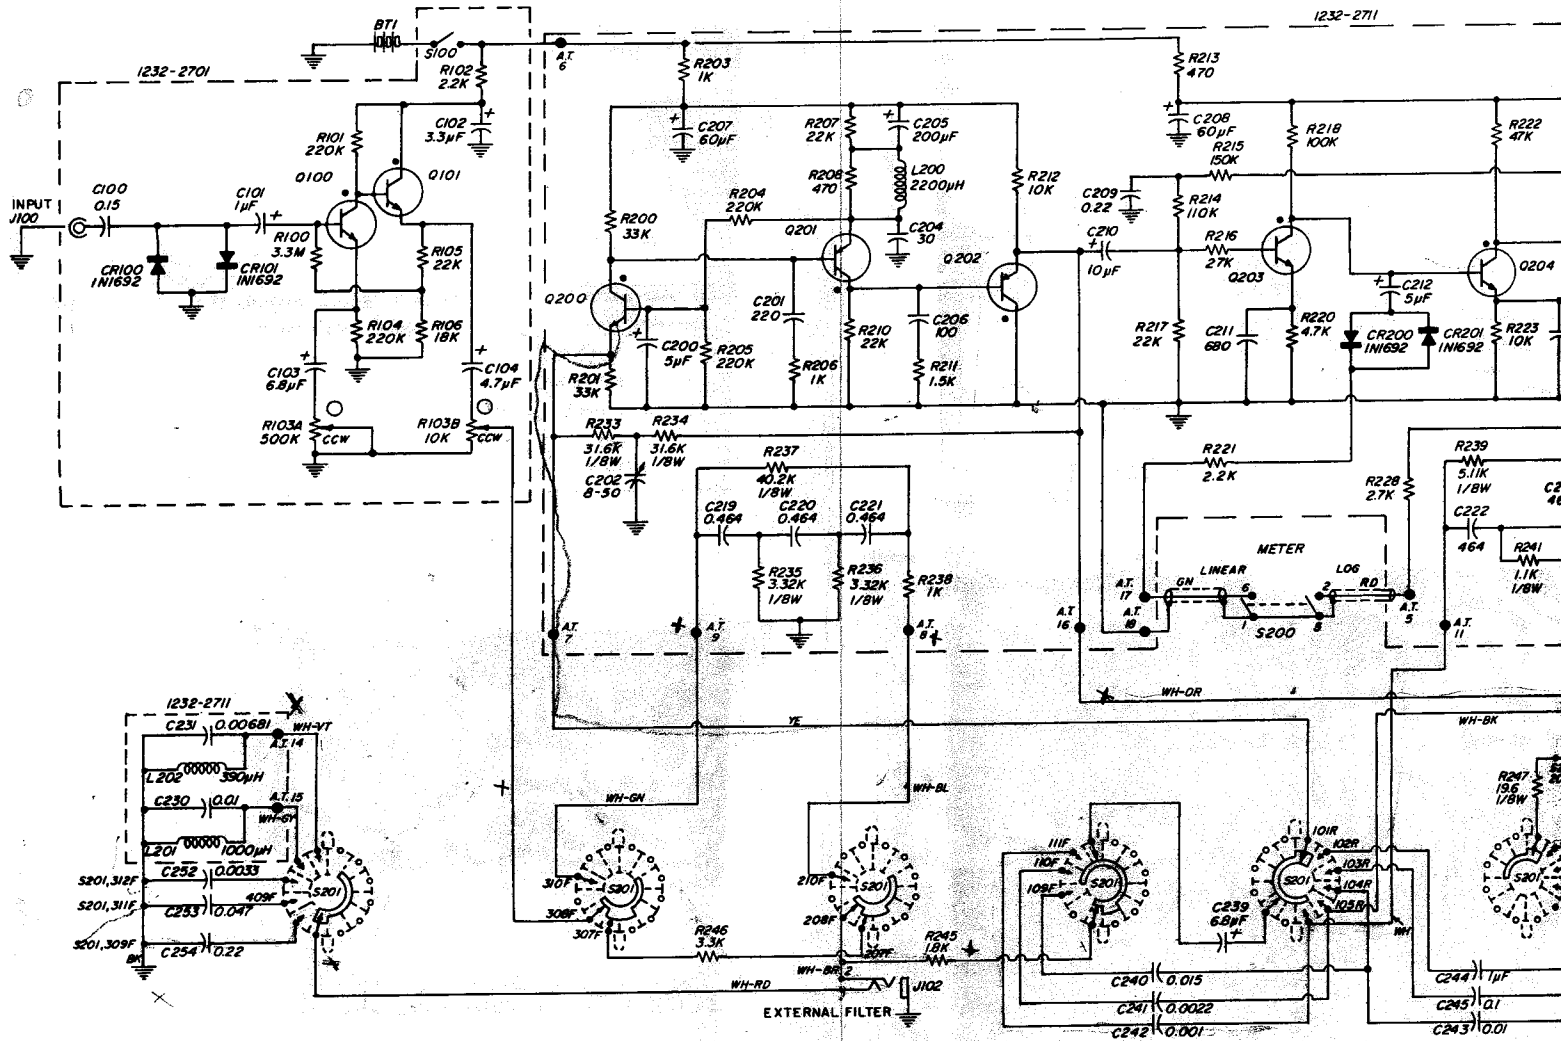 1232-2711
BT1
S100
A.T.
6
1232-2701
R102
2.2K
R203
1K
R213
470
R101
220K
C102
3.3µF
C207
60µF
R207
22K
C205
200µF
C208
60µF
R218
100K
R222
47K
R215
150K
Q100
Q101
R208
470
L200
2200µH
R212
10K
C209
0.22
R214
110K
INPUT
J100
C100
0.15
C101
1µF
R204
220K
R200
33K
Q201
C204
30
R100
3.3M
R105
22K
C210
10µF
R216
27K
Q203
CR100
1N1692
CR101
1N1692
Q202
Q204
Q200
C201
220
C212
5µF
R104
220K
R106
18K
C200
5µF
R205
220K
R210
22K
C206
100
R217
22K
C211
680
R220
4.7K
CR200
1N1692
CR201
1N1692
R223
10K
C103
6.8µF
C104
4.7µF
R201
33K
R206
1K
R211
1.5K
R103A
500K
CCW
R103B
10K
CCW
R233
31.6K
1/8W
R234
31.6K
1/8W
R237
40.2K
1/8W
R221
2.2K
R239
5.11K
1/8W
C202
8-50
R228
2.7K
C219
0.464
C220
0.464
C221
0.464
C222
464
R241
1.1K
1/8W
METER
R235
3.32K
1/8W
R236
3.32K
1/8W
R238
1K
A.T.
17
GN
LINEAR
LOG
RD
6
2
A.T.
5
A.T.
18
1
S200
8
A.T.
7
A.T.
9
A.T.
8
A.T.
16
A.T.
11
1232-2711
WH-OR
C231
0.00681
WH-VT
A.T. 14
YE
WH-BK
L202
390µH
C230
0.01
A.T. 15
WH-GY
WH-GN
WH-BL
R247
19.6
1/8W
L201
1000µH
C252
0.0033
S201,312F
S201
409F
S201,311F
C253
0.047
S201,309F
C254
0.22
BK
310F
S201
308F
307F
210F
S201
208F
207F
111F
110F
109F
S201
101R
102R
103R
104R
105R
S201
S201
C239
6.8µF
WH
R246
3.3K
R245
1.8K
WH-BR
2
WH-RD
J102
C240
0.015
C241
0.0022
C242
0.001
C244
1µF
C245
0.1
C243
0.01
EXTERNAL FILTER